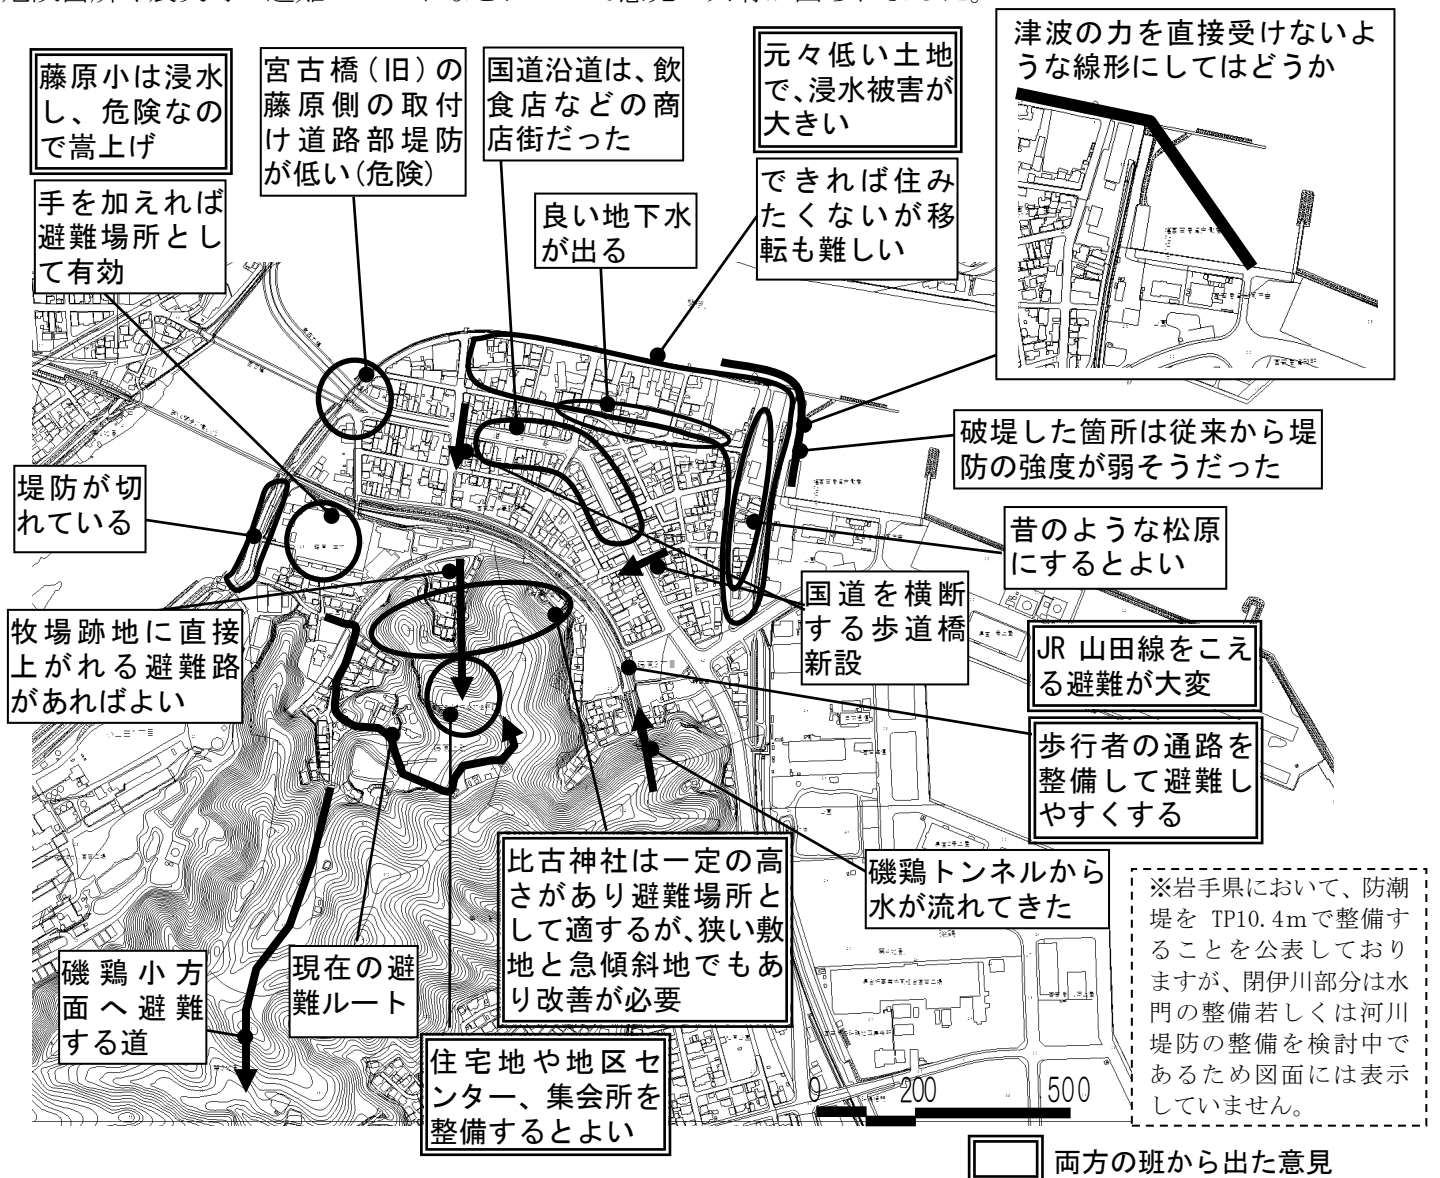 藤原小は浸水
し、危険なの
で嵩上げ
宮古橋（旧）の
藤原側の取付
け道路部堤防
が低い（危険）
国道沿道は、飲
食店などの商
店街だった
元々低い土地
で、浸水被害が
大きい
津波の力を直接受けないよ
うな線形にしてはどうか
手を加えれば
避難場所とし
て有効
良い地下水
が出る
できれば住み
たくないが移
転も難しい
破堤した箇所は従来から堤
防の強度が弱そうだった
堤防が切
れている
昔のような松原
にするとよい
国道を横断
する歩道橋
新設
牧場跡地に直接
上がれる避難路
があればよい
JR 山田線をこえ
る避難が大変
歩行者の通路を
整備して避難し
やすくする
比古神社は一定の高
さがあり避難場所と
して適するが、狭い敷
地と急傾斜地でもあ
り改善が必要
磯鶏トンネルから
水が流れてきた
※岩手県において、防潮
堤を TP10.4ｍで整備す
ることを公表しており
ますが、閉伊川部分は水
門の整備若しくは河川
堤防の整備を検討中で
あるため図面には表示
していません。
磯鶏小方
面へ避難
する道
現在の避
難ルート
住宅地や地区セ
ンター、集会所を
整備するとよい
0 200 500
両方の班から出た意見